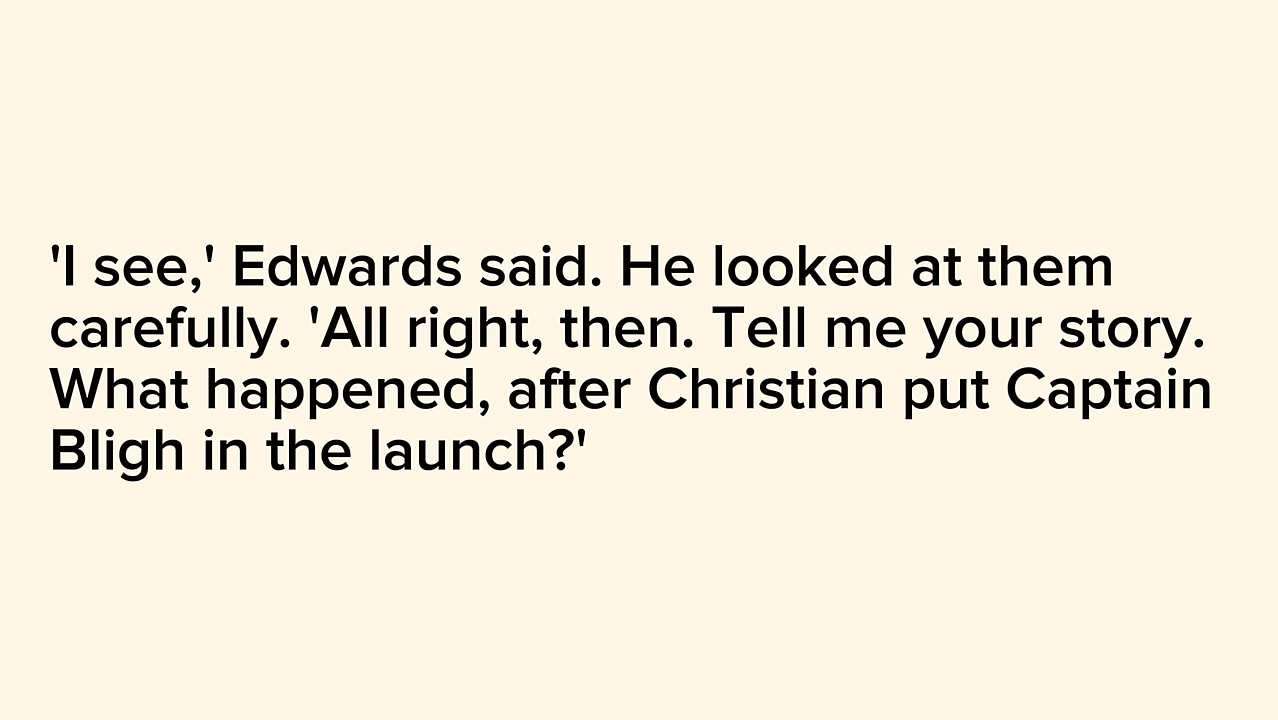 'I see,' Edwards said. He looked at them
carefully. 'All right, then. Tell me your story.
What happened, after Christian put Captain
Bligh in the launch?'